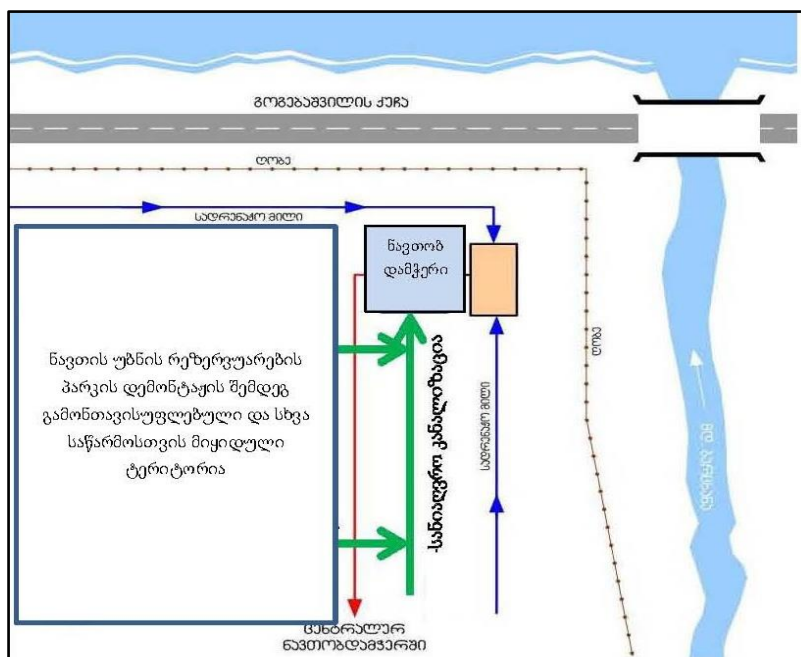 გოგებაშვილის ქუჩა
ღობე
სადრენაჟო მილი
ნავთობ
დამჭერი
ნავთის უბნის რეზერვუარების
პარკის დემონტაჟის შემდეგ
გამონთავისუფლებული და სხვა
საწარმოსთვის მიყიდული
ტერიტორია
-სანიაღვრო კანალიზაცია
სადრენაჟო მილი
ღობე
ცენტრალურ
ნავთობდამჭერში